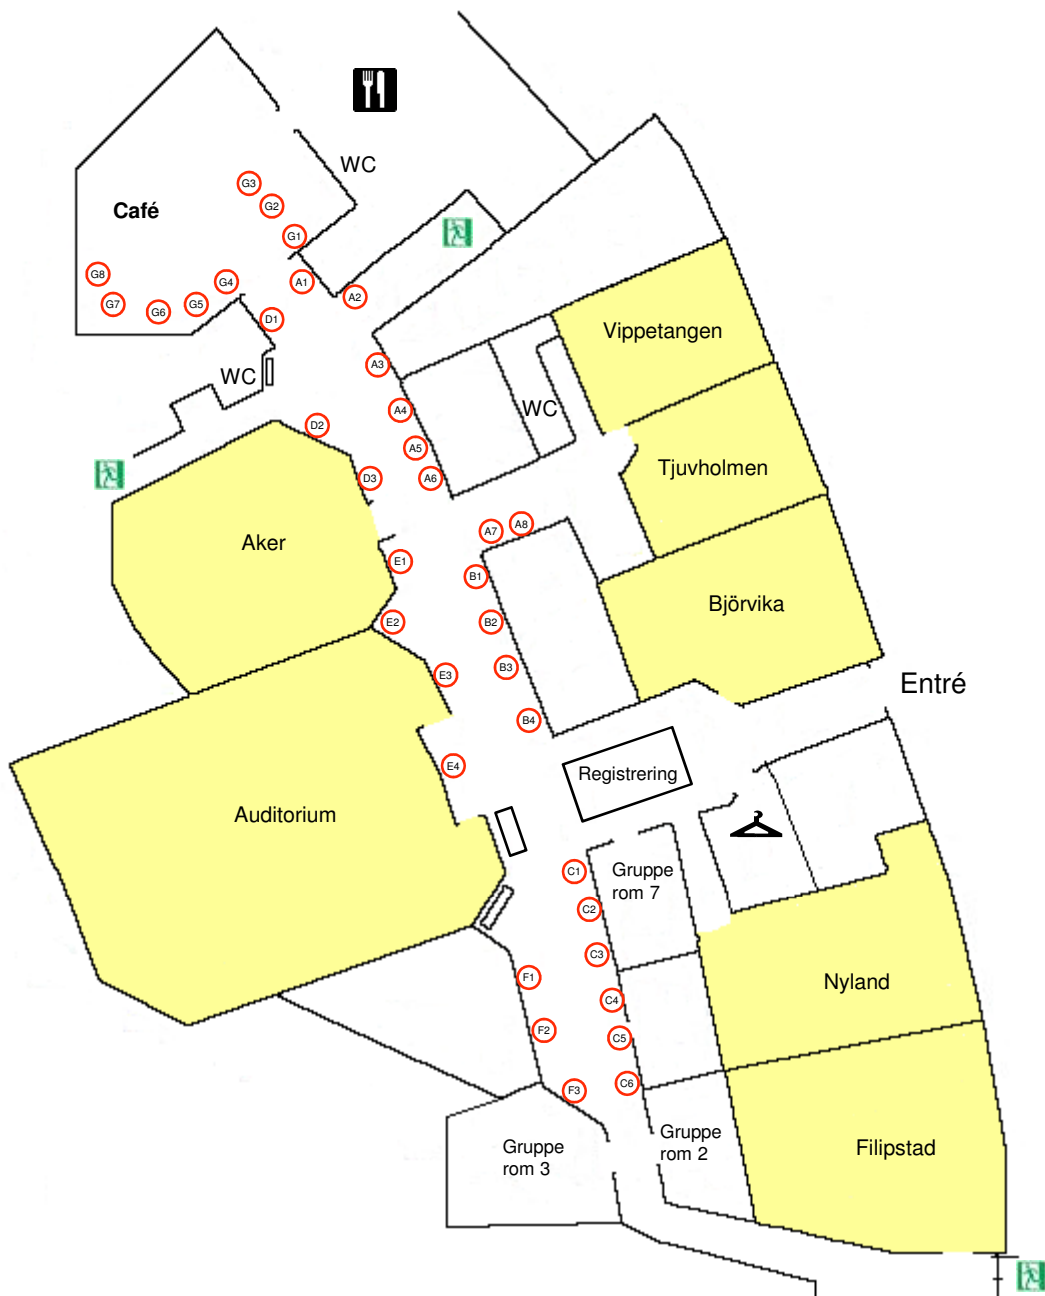 WC
G3
G2
Café
G1
G8
G4
A1
G7
G6
G5
A2
D1
Vippetangen
A3
WC
A4
WC
D2
A5
Tjuvholmen
D3
A6
A7
A8
Aker
E1
B1
Björvika
E2
B2
E3
B3
Entré
B4
E4
Registrering
Auditorium
C1
Gruppe
rom 7
C2
C3
F1
Nyland
C4
F2
C5
C6
F3
Gruppe
rom 2
Gruppe
rom 3
Filipstad